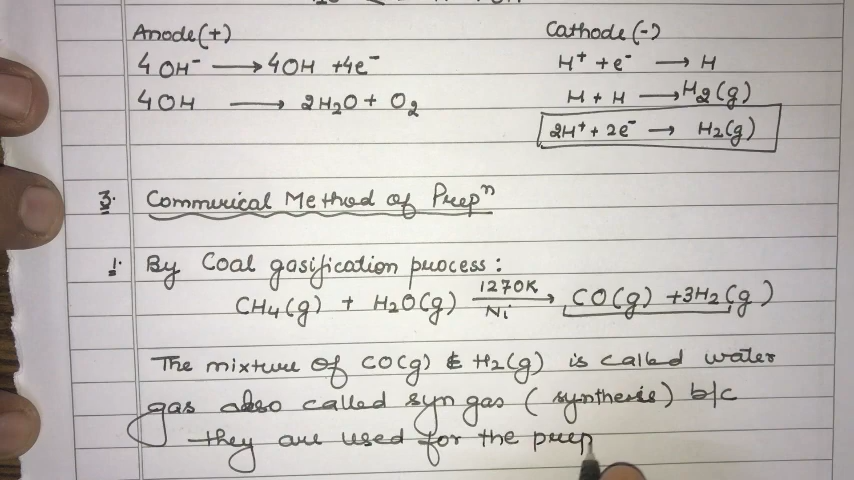 Anode(+)
Cathode(-)
4OH⁻ ⟶ 4OH +4e⁻
H⁺ + e⁻ ⟶ H
4OH ⟶ 2H₂O + O₂
H + H ⟶ H₂(g)
2H⁺ + 2e⁻ ⟶ H₂(g)
3. Commerical Method of Prepⁿ
1. By Coal gasification process:
CH₄(g) + H₂O(g) 1270K Ni ⟶ CO(g) +3H₂(g)
The mixture of CO(g) & H₂(g) is called water
gas also called syn gas (synthesis) b/c
they are used for the prep